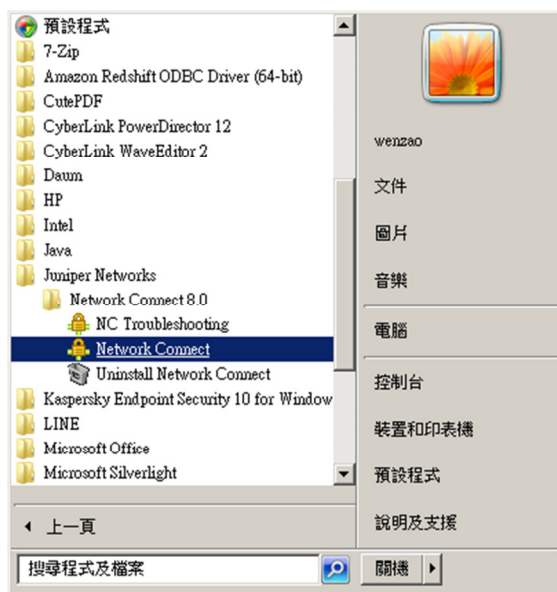 預設程式
7-Zip
Amazon Redshift ODBC Driver (64-bit)
CutePDF
CyberLink PowerDirector 12
CyberLink WaveEditor 2
Daum
HP
Intel
Java
Juniper Networks
Network Connect 8.0
NC Troubleshooting
Network Connect
Uninstall Network Connect
Kaspersky Endpoint Security 10 for Window
LINE
Microsoft Office
Microsoft Silverlight
上一頁
搜尋程式及檔案
wenzao
文件
圖片
音樂
電腦
控制台
裝置和印表機
預設程式
說明及支援
關機